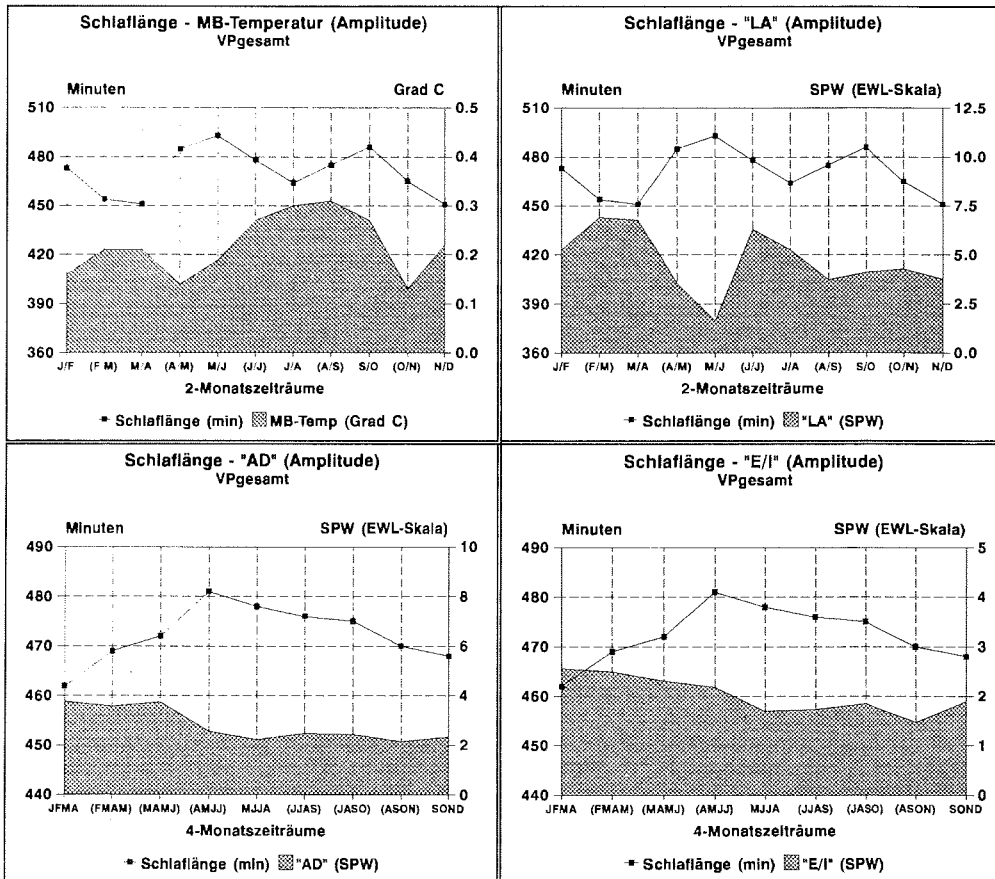 Schlaflänge - MB-Temperatur (Amplitude)
VPgesamt
Minuten Grad C
510 0.5
480 0.4
450 0.3
420 0.2
390 0.1
360 0.0
J/F (F/M) M/A (A/M) M/J (J/J) J/A (A/S) S/O (O/N) N/D
2-Monatszeiträume
Schlaflänge (min) MB-Temp (Grad C)
Schlaflänge - "LA" (Amplitude)
VPgesamt
Minuten SPW (EWL-Skala)
510 12.5
480 10.0
450 7.5
420 5.0
390 2.5
360 0.0
J/F (F/M) M/A (A/M) M/J (J/J) J/A (A/S) S/O (O/N) N/D
2-Monatszeiträume
Schlaflänge (min) "LA" (SPW)
Schlaflänge - "AD" (Amplitude)
VPgesamt
Minuten SPW (EWL-Skala)
490 10
480 8
470 6
460 4
450 2
440 0
JFMA (FMAM) (MAMJ) (AMJJ) MJJA (JJAS) (JASO) (ASON) SOND
4-Monatszeiträume
Schlaflänge (min) "AD" (SPW)
Schlaflänge - "E/I" (Amplitude)
VPgesamt
Minuten SPW (EWL-Skala)
490 5
480 4
470 3
460 2
450 1
440 0
JFMA (FMAM) (MAMJ) (AMJJ) MJJA (JJAS) (JASO) (ASON) SOND
4-Monatszeiträume
Schlaflänge (min) "E/I" (SPW)